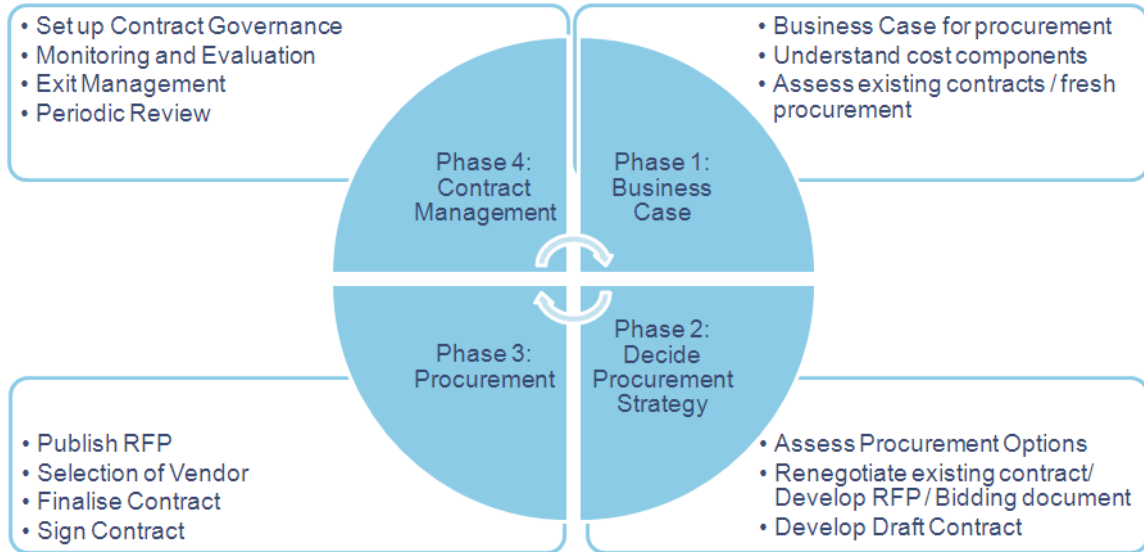 • Set up Contract Governance
• Monitoring and Evaluation
• Exit Management
• Periodic Review
• Business Case for procurement
• Understand cost components
• Assess existing contracts / fresh
procurement
Phase 4:
Contract
Management
Phase 1:
Business
Case
Phase 3:
Procurement
Phase 2:
Decide
Procurement
Strategy
• Publish RFP
• Selection of Vendor
• Finalise Contract
• Sign Contract
• Assess Procurement Options
• Renegotiate existing contract/
Develop RFP / Bidding document
• Develop Draft Contract